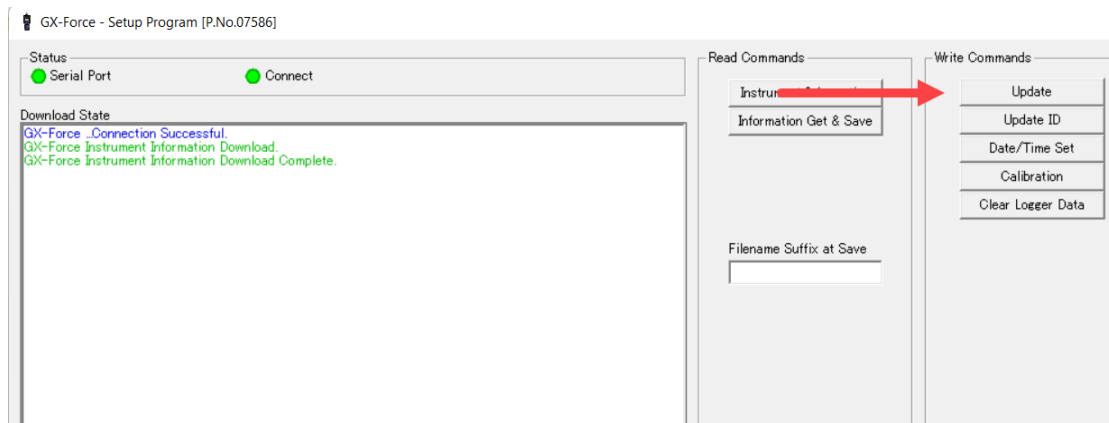 GX-Force - Setup Program [P.No.07586]
Status
Serial Port
Connect
Download State
GX-Force ...Connection Successful.
GX-Force Instrument Information Download.
GX-Force Instrument Information Download Complete.
Read Commands
Information Get & Save
Filename Suffix at Save
Write Commands
Update
Update ID
Date/Time Set
Calibration
Clear Logger Data